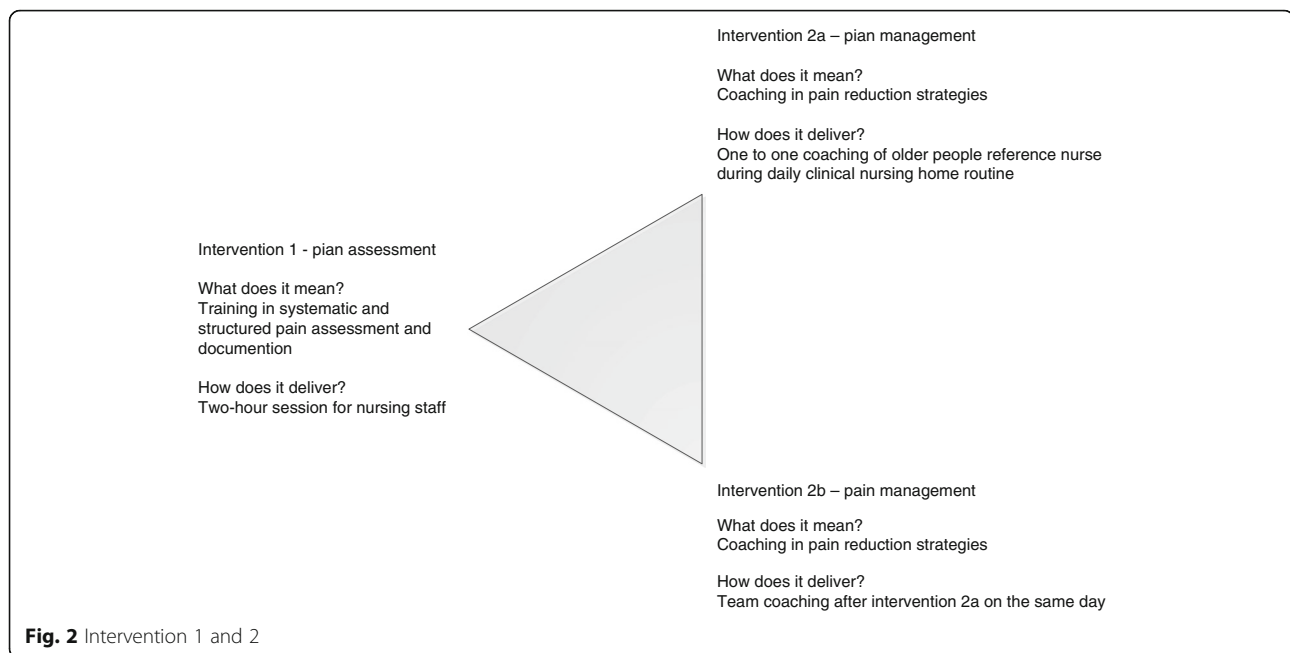 Intervention 1 - pian assessment
What does it mean?
Training in systematic and
structured pain assessment and
documention
How does it deliver?
Two-hour session for nursing staff
Intervention 2a – pian management
What does it mean?
Coaching in pain reduction strategies
How does it deliver?
One to one coaching of older people reference nurse
during daily clinical nursing home routine
Intervention 2b – pain management
What does it mean?
Coaching in pain reduction strategies
How does it deliver?
Team coaching after intervention 2a on the same day
Fig. 2 Intervention 1 and 2